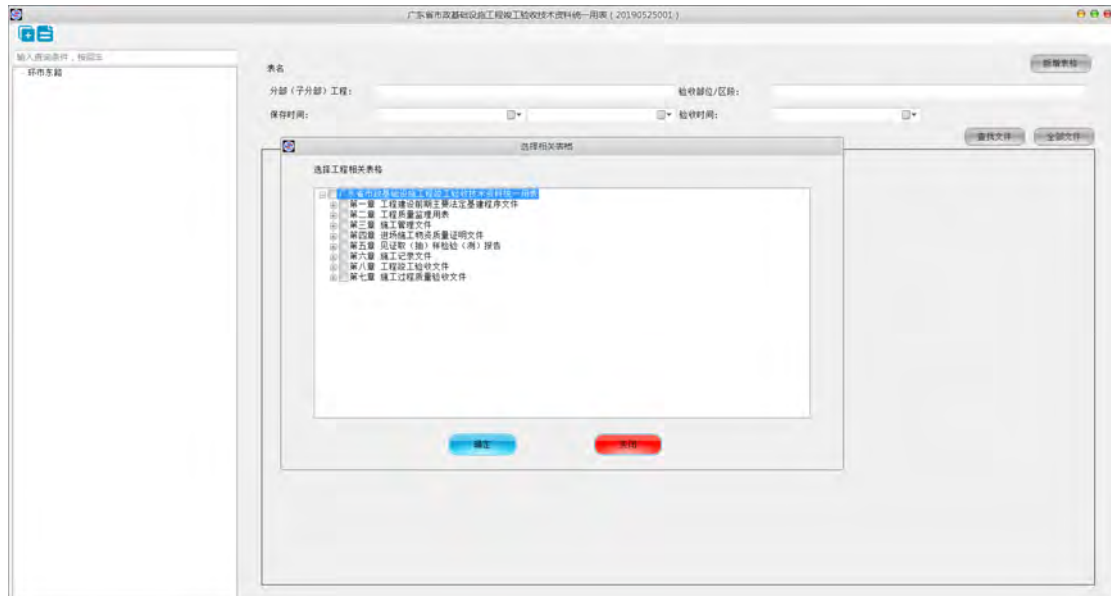 广东省市政基础设施工程竣工验收技术资料统一用表(20190525001)
输入查询条件,按回车
环市东路
表名
新增表格
分部(子分部)工程:
验收部位/区段:
保存时间:
验收时间:
查找文件
全部文件
选择相关表格
选择工程相关表格
广东省市政基础设施工程竣工验收技术资料统一用表
第一章 工程建设前期主要法定基建程序文件
第二章 工程质量监理用表
第三章 施工管理文件
第四章 进场施工物资质量证明文件
第五章 见证取(抽)样检验(测)报告
第六章 施工记录文件
第八章 工程竣工验收文件
第七章 施工过程质量验收文件
确定
关闭